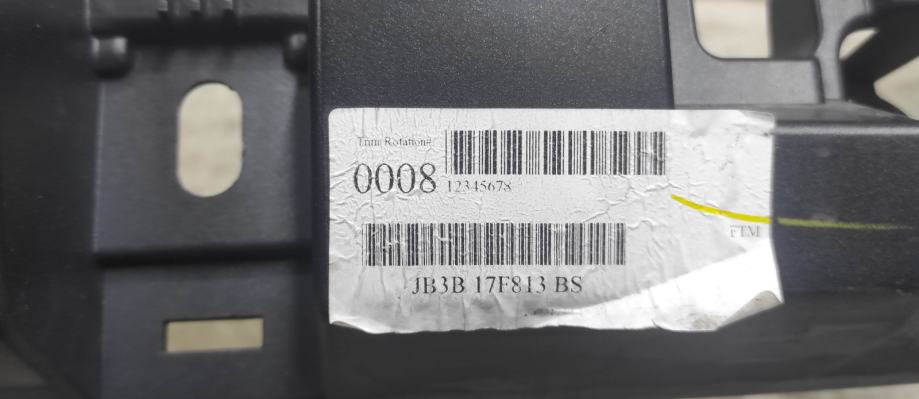 Trim Rotation#
0008
12345678
FTM
JB3B 17F813 BS